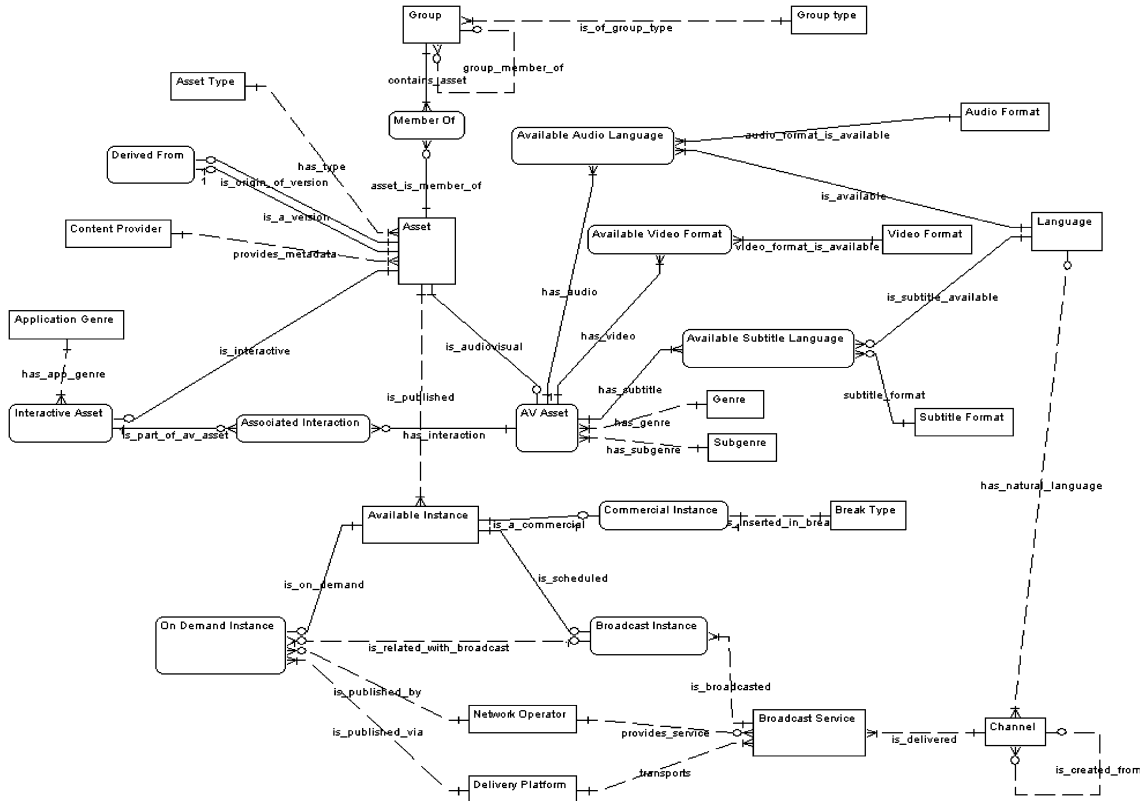 Group
is_of_group_type
Group type
group_member_of
contains_asset
Asset Type
Member Of
Available Audio Language
audio_format_is_available
Audio Format
Derived From
has_type
1
is_origin_of_version
asset_is_member_of
is_available
is_a_version
Asset
Content Provider
provides_metadata
Available Video Format
video_format_is_available
Video Format
Language
has_audio
is_subtitle_available
Application Genre
has_video
Available Subtitle Language
is_interactive
is_audiovisual
has_app_genre
has_subtitle
subtitle_format
is_published
Genre
Interactive Asset
Associated Interaction
AV Asset
has_genre
Subtitle Format
is_part_of_av_asset
has_interaction
has_subgenre
Subgenre
has_natural_language
Available Instance
is_a_commercial
Commercial Instance
is_inserted_in_brea
Break Type
is_on_demand
is_scheduled
On Demand Instance
Broadcast Instance
is_related_with_broadcast
is_published_by
is_broadcasted
Network Operator
provides_service
Broadcast Service
is_delivered
Channel
is_published_via
is_created_from
transports
Delivery Platform